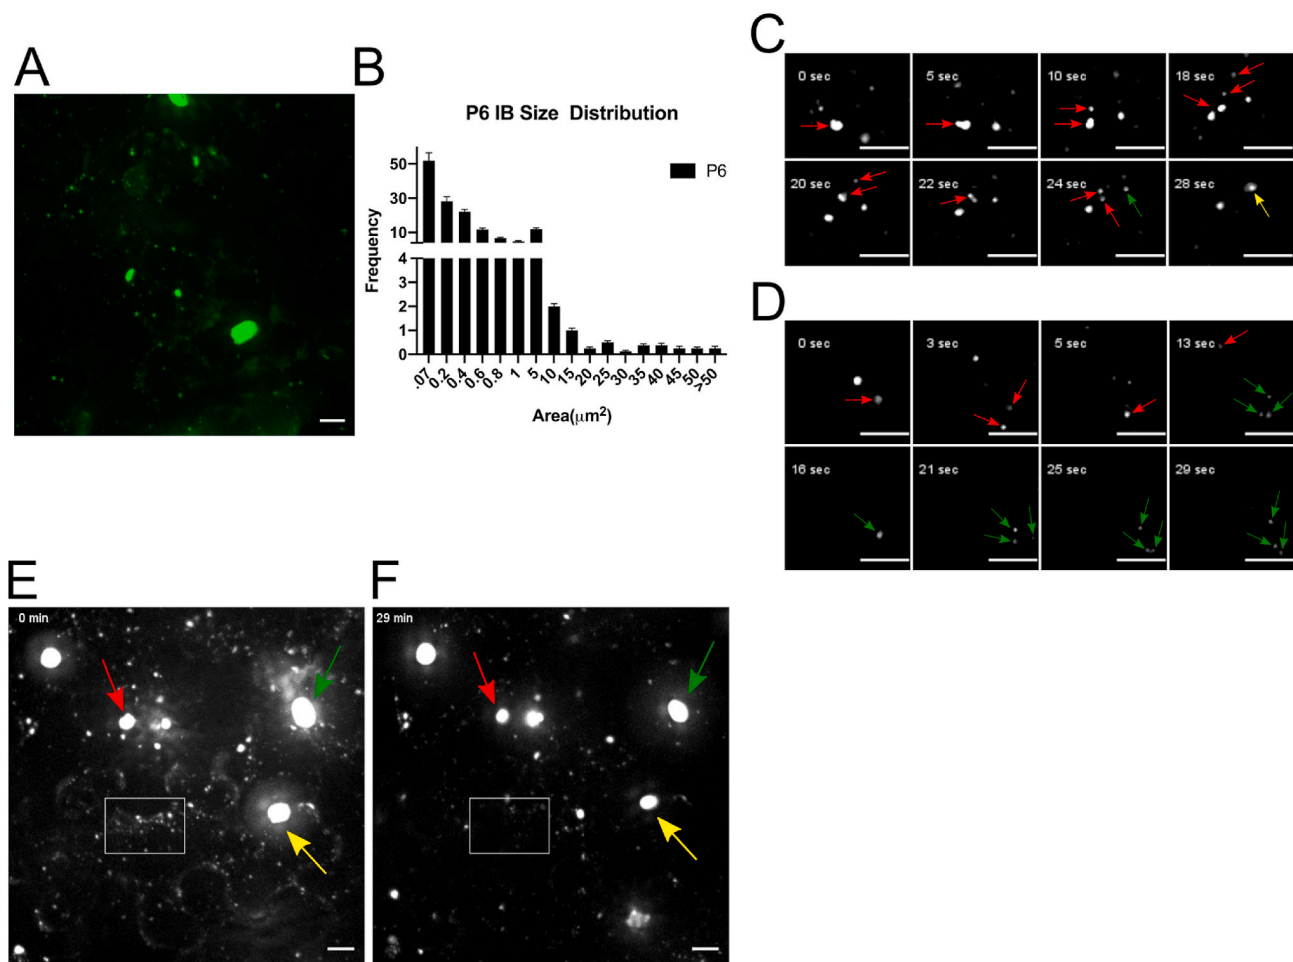 A
B
P6 IB Size Distribution
P6
Frequency
50
30
10
4
3
2
1
0
.07
0.2
0.4
0.6
0.8
1
5
10
15
20
25
30
35
40
45
50
>50
Area(μm²)
C
0 sec
5 sec
10 sec
18 sec
20 sec
22 sec
24 sec
28 sec
D
0 sec
3 sec
5 sec
13 sec
16 sec
21 sec
25 sec
29 sec
E
0 min
F
29 min